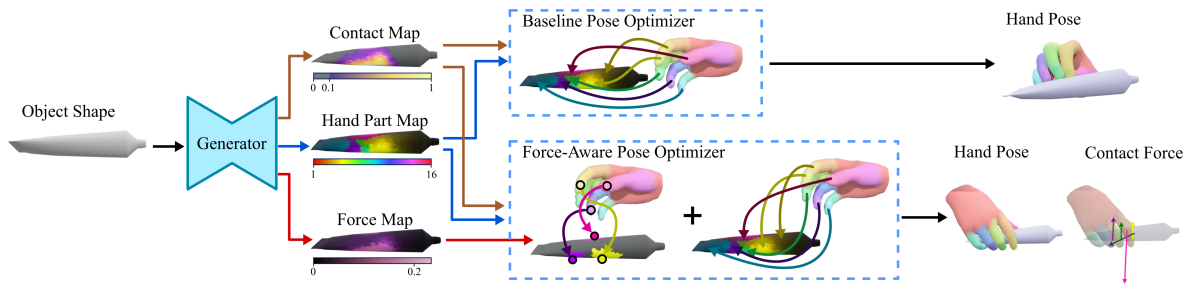 Object Shape
Generator
Contact Map
0 0.1 1
Hand Part Map
1 16
Force Map
0 0.2
Baseline Pose Optimizer
Hand Pose
Force-Aware Pose Optimizer
+
Hand Pose
Contact Force